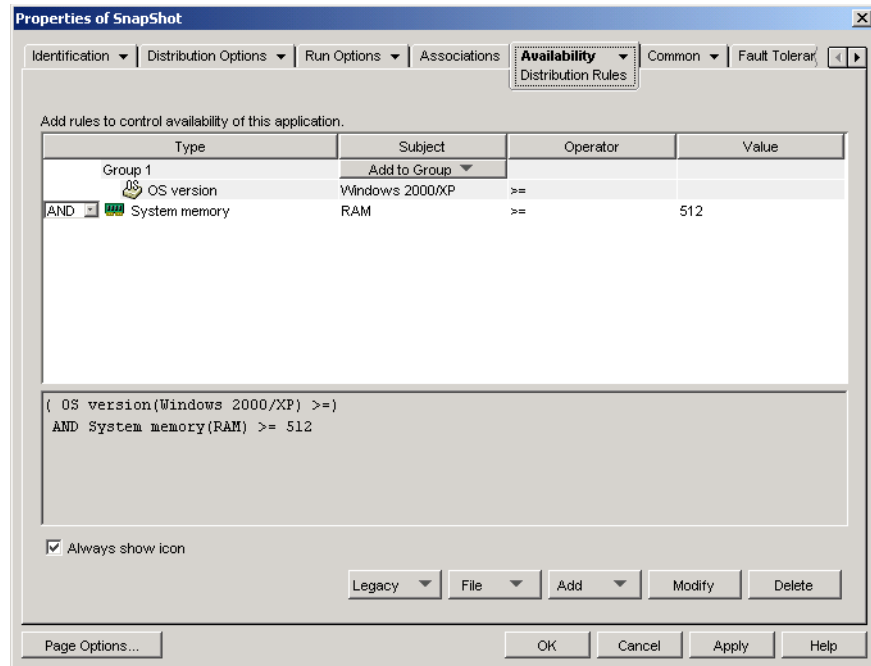 Properties of SnapShot
Identification Distribution Options Run Options Associations Availability Common Fault Toleran
Distribution Rules
Add rules to control availability of this application.
Type Subject Operator Value
Group 1 Add to Group
OS OS version Windows 2000/XP >=
AND System memory RAM >= 512
( OS version(Windows 2000/XP) >=)
AND System memory(RAM) >= 512
Always show icon
Legacy File Add Modify Delete
Page Options... OK Cancel Apply Help